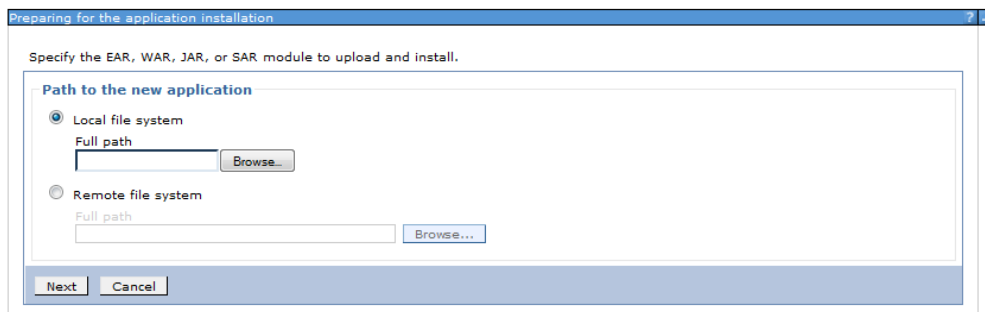 Preparing for the application installation ?
Specify the EAR, WAR, JAR, or SAR module to upload and install.
Path to the new application
Local file system
Full path
Browse...
Remote file system
Full path
Browse...
Next Cancel